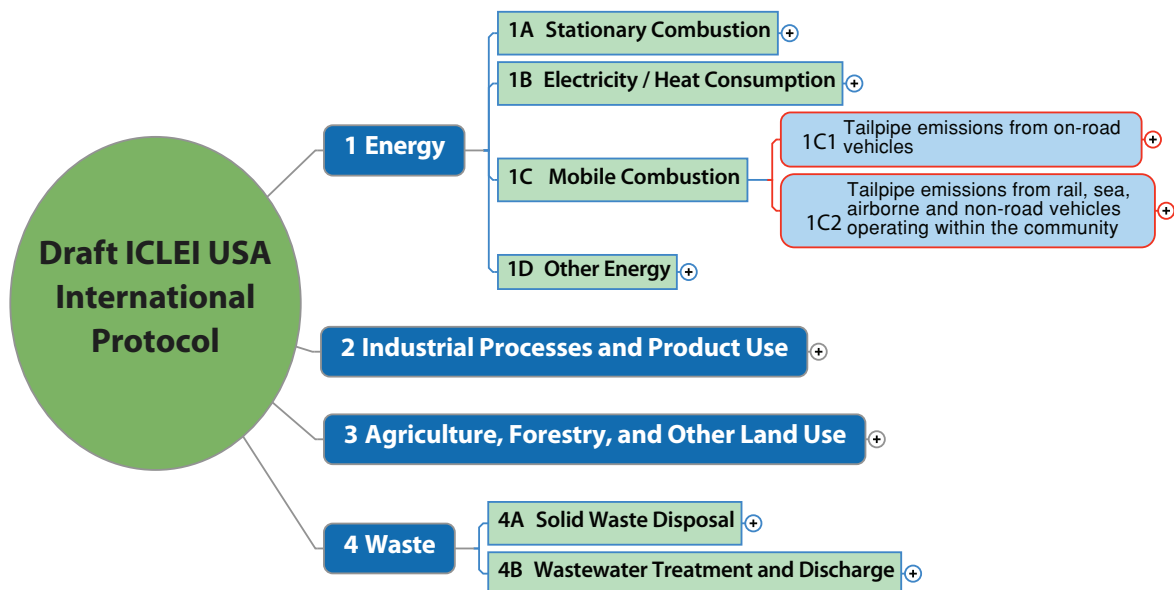 Draft ICLEI USA
International
Protocol
1 Energy
1A Stationary Combustion
1B Electricity / Heat Consumption
1C Mobile Combustion
1C1 Tailpipe emissions from on-road
vehicles
1C2 Tailpipe emissions from rail, sea,
airborne and non-road vehicles
operating within the community
1D Other Energy
2 Industrial Processes and Product Use
3 Agriculture, Forestry, and Other Land Use
4 Waste
4A Solid Waste Disposal
4B Wastewater Treatment and Discharge